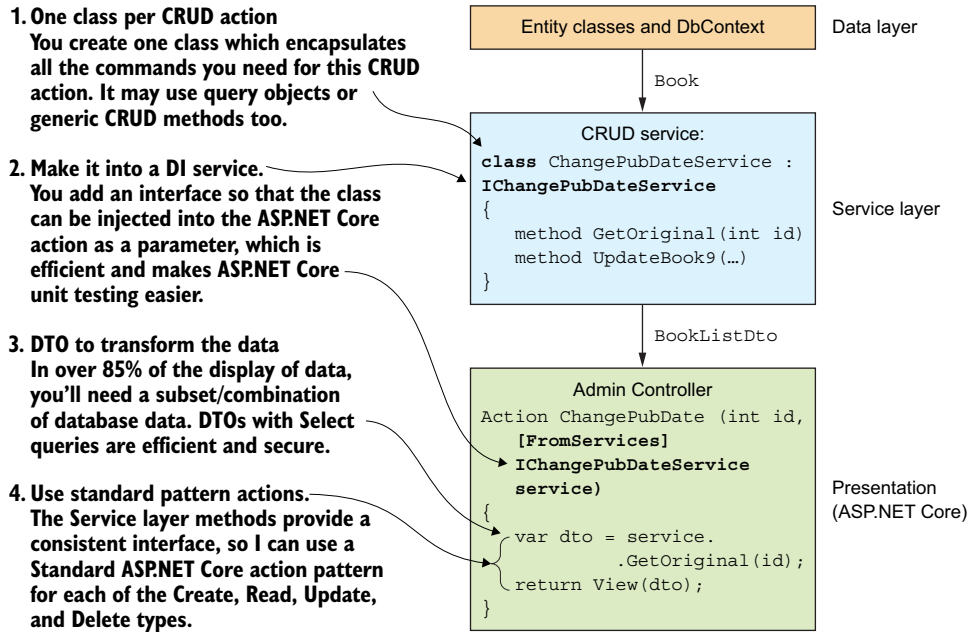 1. One class per CRUD action
You create one class which encapsulates
all the commands you need for this CRUD
action. It may use query objects or
generic CRUD methods too.
2. Make it into a DI service.
You add an interface so that the class
can be injected into the ASP.NET Core
action as a parameter, which is
efficient and makes ASP.NET Core
unit testing easier.
3. DTO to transform the data
In over 85% of the display of data,
you’ll need a subset/combination
of database data. DTOs with Select
queries are efficient and secure.
4. Use standard pattern actions.
The Service layer methods provide a
consistent interface, so I can use a
Standard ASP.NET Core action pattern
for each of the Create, Read, Update,
and Delete types.
Entity classes and DbContext
Data layer
Book
CRUD service:
class ChangePubDateService :
IChangePubDateService
{
method GetOriginal(int id)
method UpdateBook9(…)
}
Service layer
BookListDto
Admin Controller
Action ChangePubDate (int id,
[FromServices]
IChangePubDateService
service)
{
var dto = service.
.GetOriginal(id);
return View(dto);
}
Presentation
(ASP.NET Core)